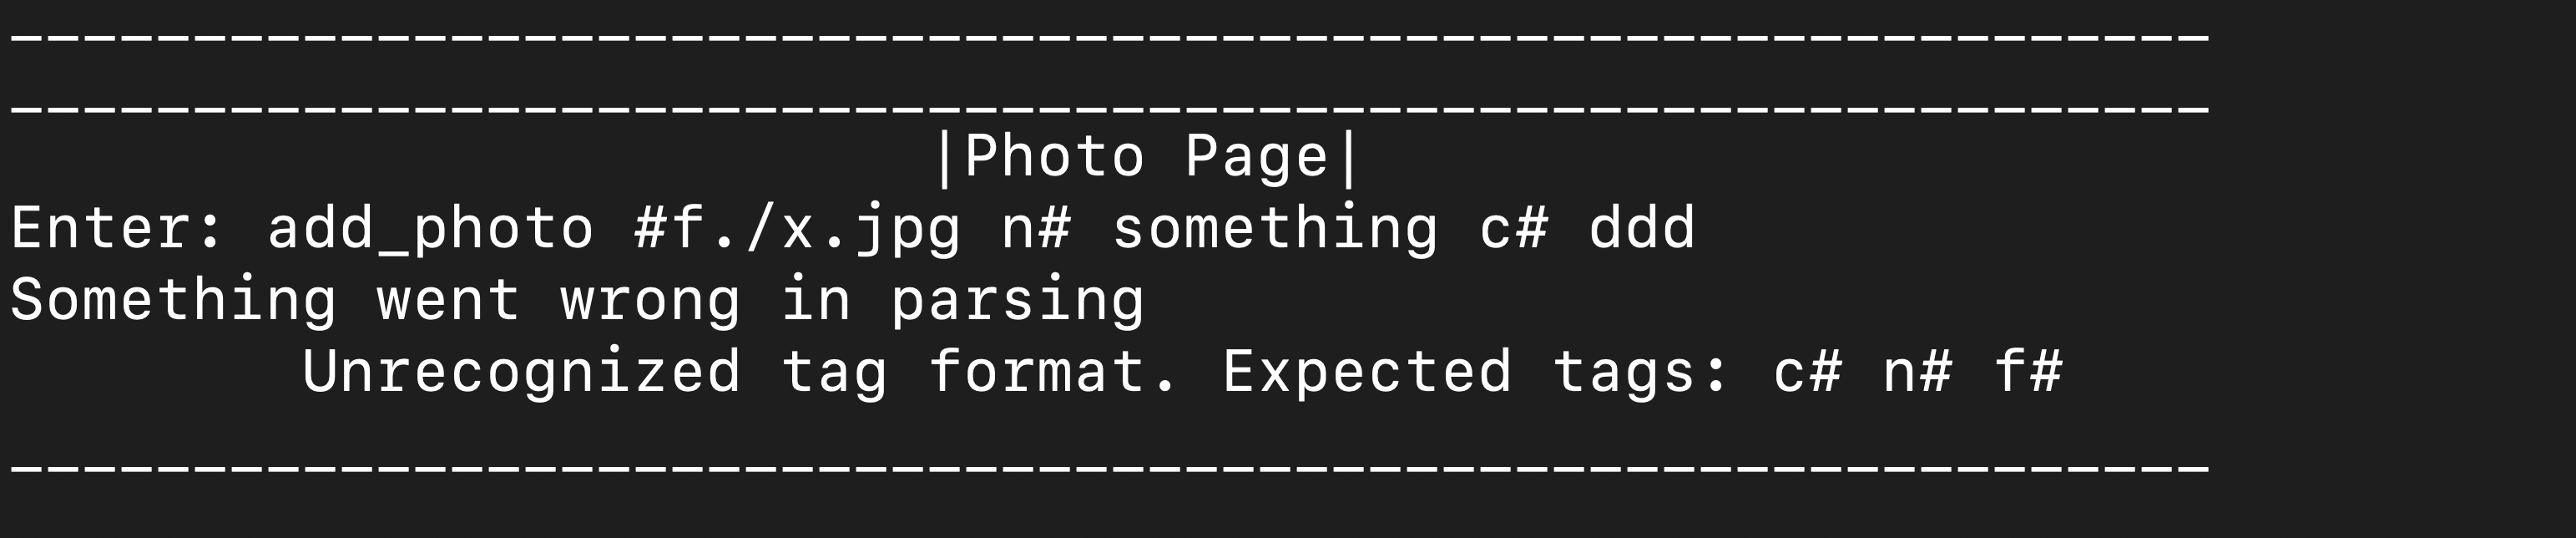 ------------------------------------------------------------
------------------------------------------------------------
|Photo Page|
Enter: add_photo #f./x.jpg n# something c# ddd
Something went wrong in parsing
Unrecognized tag format. Expected tags: c# n# f#
------------------------------------------------------------